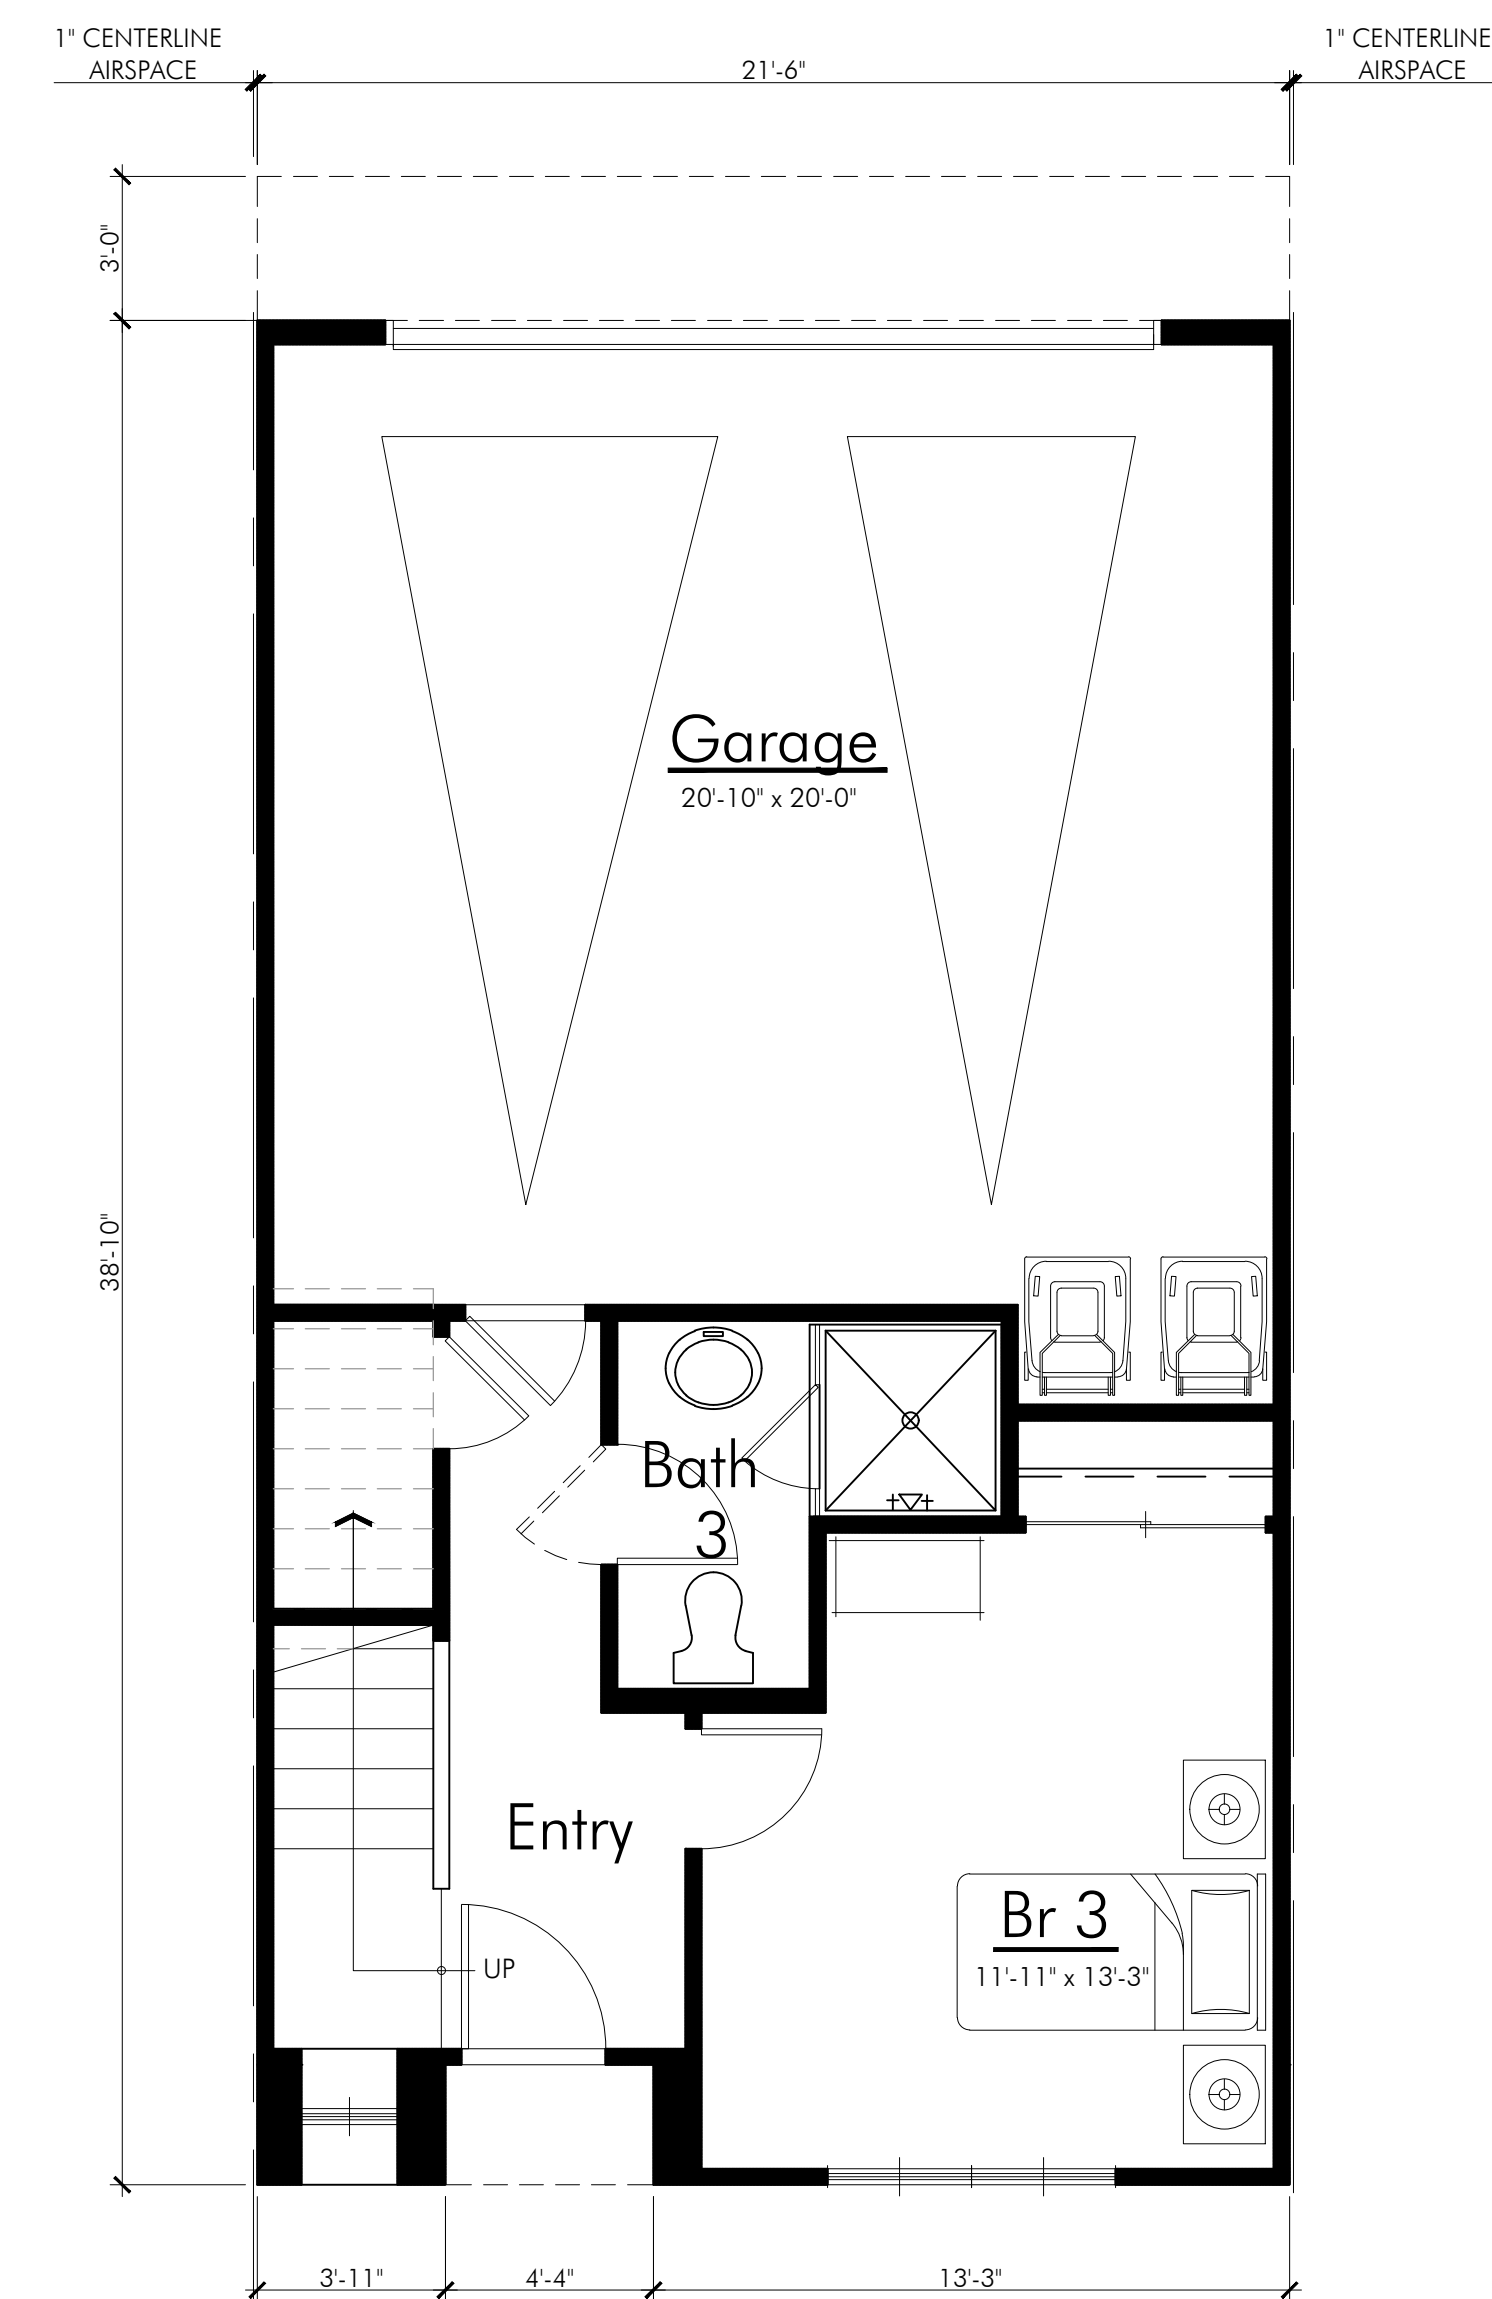 1" CENTERLINE
AIRSPACE
21'-6"
1" CENTERLINE
AIRSPACE
3'-0"
Garage
20'-10" x 20'-0"
38'-10"
Bath
3
Entry
Br 3
11'-11" x 13'-3"
UP
3'-11"
4'-4"
13'-3"